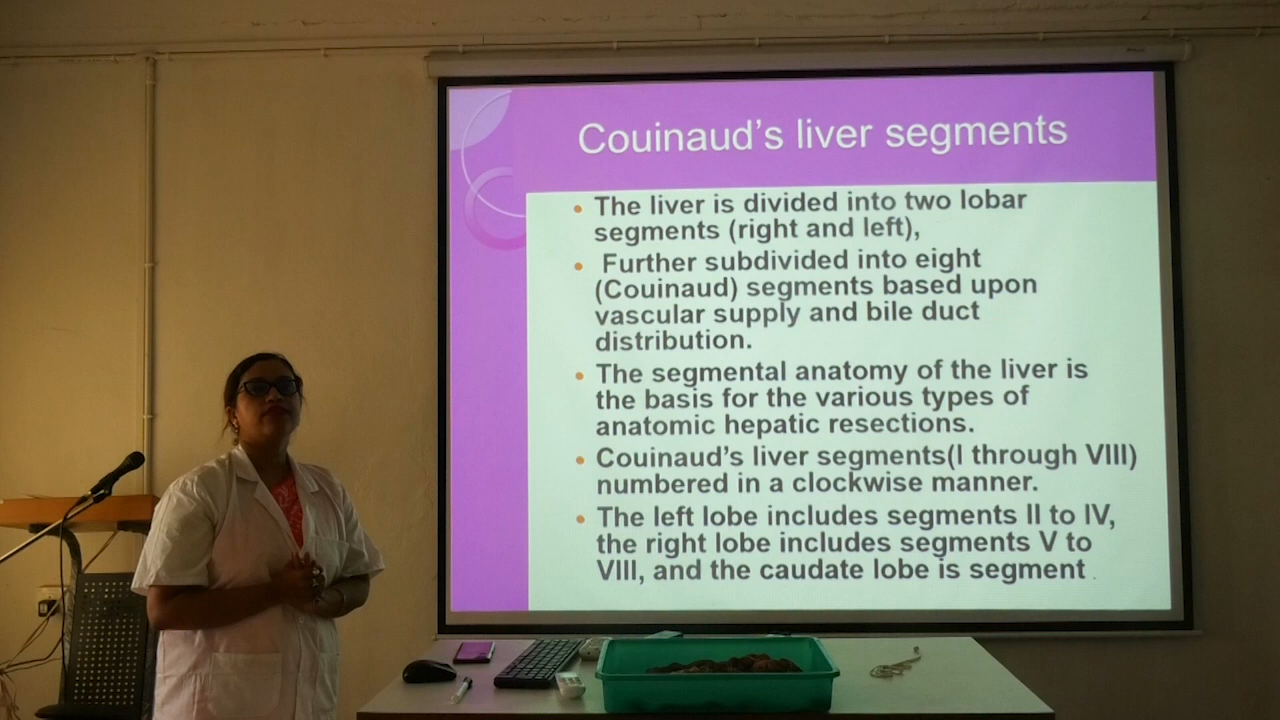 Couinaud's liver segments
• The liver is divided into two lobar
segments (right and left),
• Further subdivided into eight
(Couinaud) segments based upon
vascular supply and bile duct
distribution.
• The segmental anatomy of the liver is
the basis for the various types of
anatomic hepatic resections.
• Couinaud's liver segments(I through VIII)
numbered in a clockwise manner.
• The left lobe includes segments II to IV,
the right lobe includes segments V to
VIII, and the caudate lobe is segment .